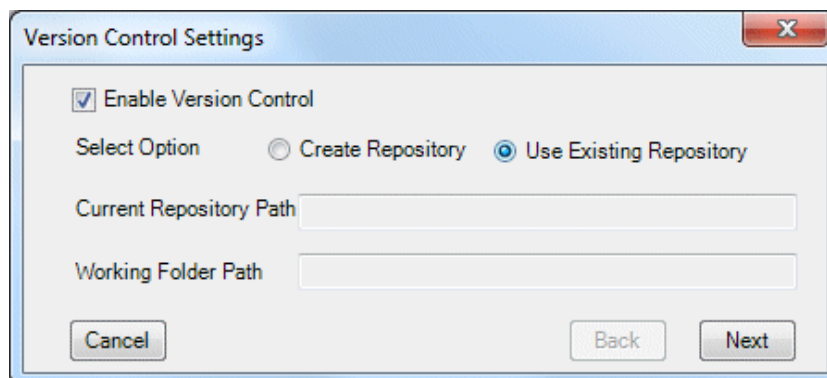 Version Control Settings
X
Enable Version Control
Select Option Create Repository Use Existing Repository
Current Repository Path
Working Folder Path
Cancel Back Next